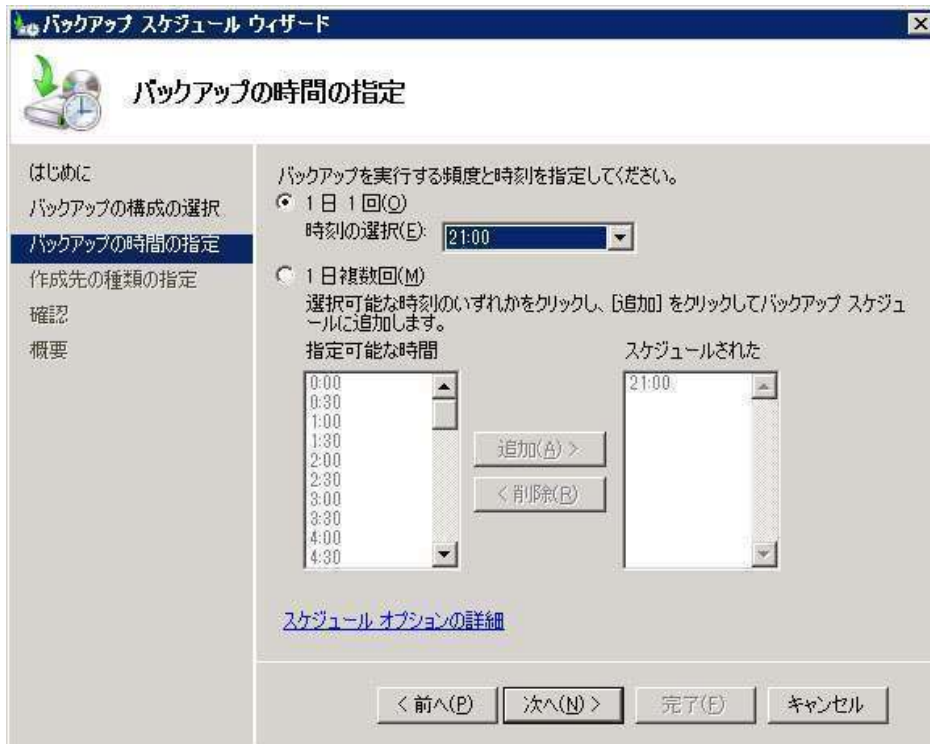 バックアップ スケジュール ウィザード
バックアップの時間の指定
はじめに
バックアップの構成の選択
バックアップの時間の指定
作成先の種類の指定
確認
概要
バックアップを実行する頻度と時刻を指定してください。
1日 1回(O)
時刻の選択(E):
21:00
1日複数回(M)
選択可能な時刻のいずれかをクリックし、[追加] をクリックしてバックアップ スケジュ
ールに追加します。
指定可能な時間
0:00
0:30
1:00
1:30
2:00
2:30
3:00
3:30
4:00
4:30
追加(A) >
< 削除(R)
スケジュールされた
21:00
スケジュール オプションの詳細
< 前へ(P)
次へ(N) >
完了(F)
キャンセル